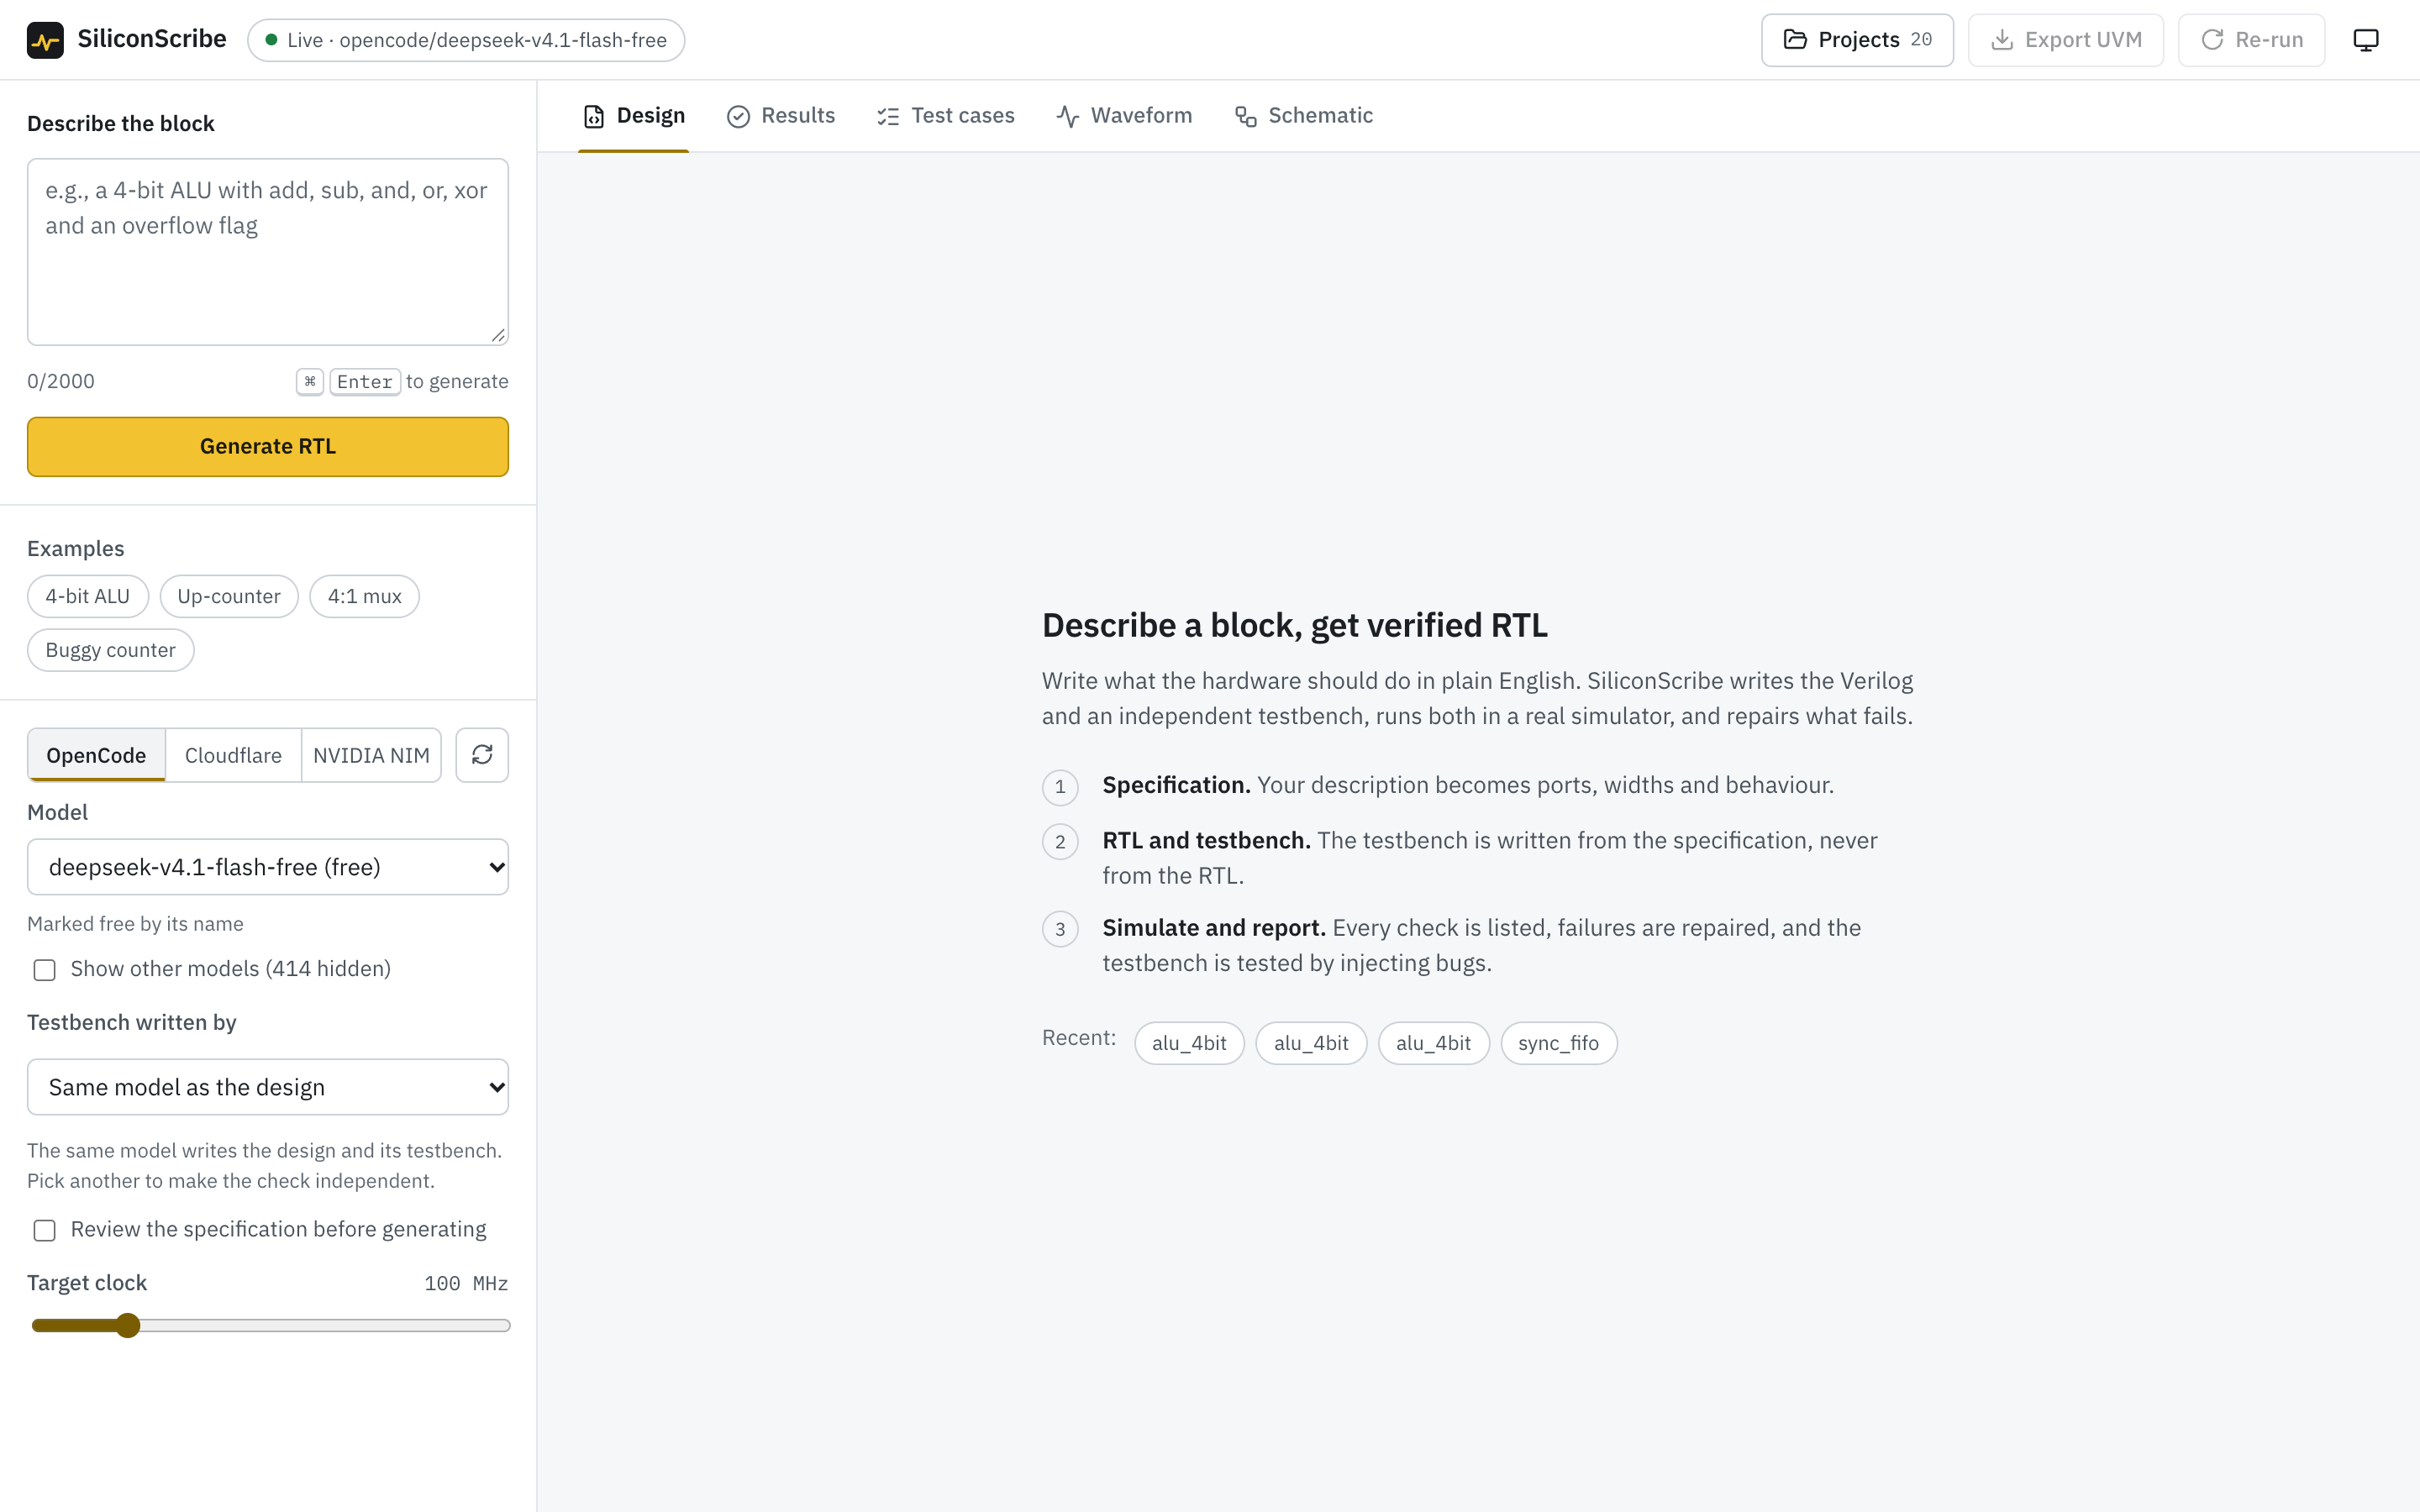 SiliconScribe
Live · opencode/deepseek-v4.1-flash-free
Projects 20
Export UVM
Re-run
Describe the block
e.g., a 4-bit ALU with add, sub, and, or, xor
and an overflow flag
0/2000
⌘ Enter to generate
Generate RTL
Examples
4-bit ALU
Up-counter
4:1 mux
Buggy counter
OpenCode
Cloudflare
NVIDIA NIM
Model
deepseek-v4.1-flash-free (free)
Marked free by its name
Show other models (414 hidden)
Testbench written by
Same model as the design
The same model writes the design and its testbench.
Pick another to make the check independent.
Review the specification before generating
Target clock
100 MHz
Design
Results
Test cases
Waveform
Schematic
Describe a block, get verified RTL
Write what the hardware should do in plain English. SiliconScribe writes the Verilog
and an independent testbench, runs both in a real simulator, and repairs what fails.
1 Specification. Your description becomes ports, widths and behaviour.
2 RTL and testbench. The testbench is written from the specification, never
from the RTL.
3 Simulate and report. Every check is listed, failures are repaired, and the
testbench is tested by injecting bugs.
Recent: alu_4bit alu_4bit alu_4bit sync_fifo